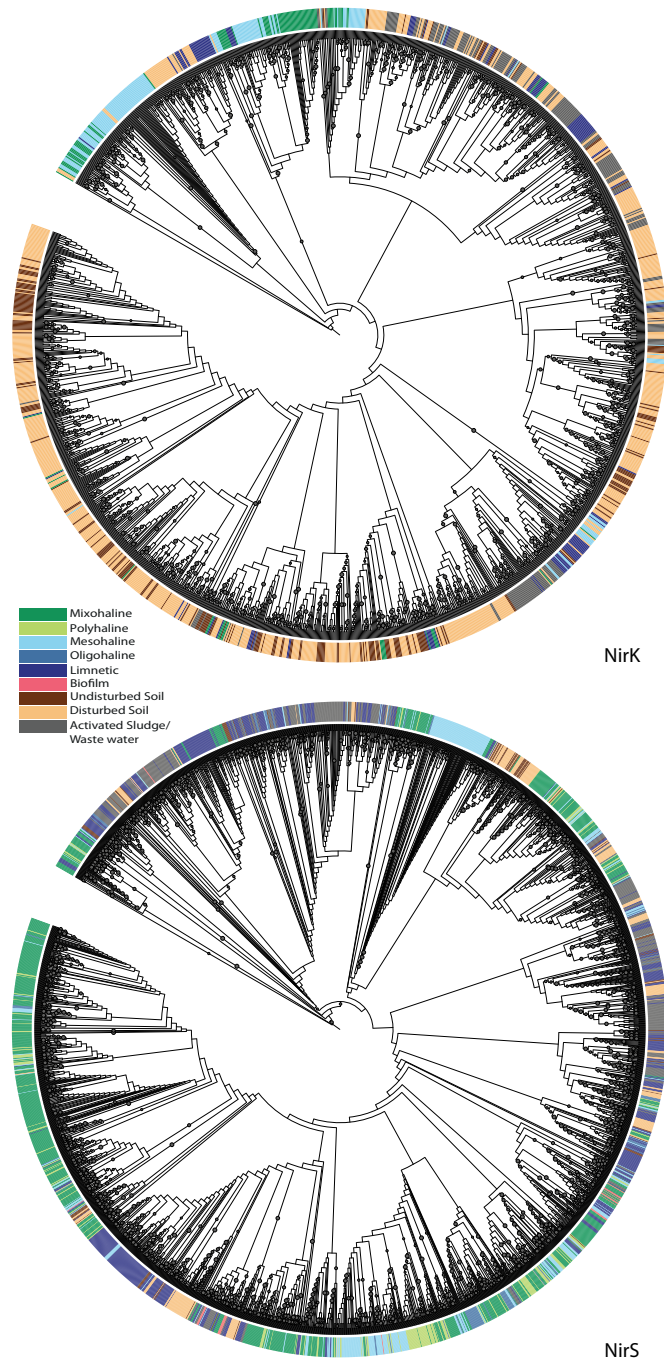 Mixohaline
Polyhaline
Mesohaline
Oligohaline
Limnetic
Biofilm
Undisturbed Soil
Disturbed Soil
Activated Sludge/
Waste water
NirK
NirS